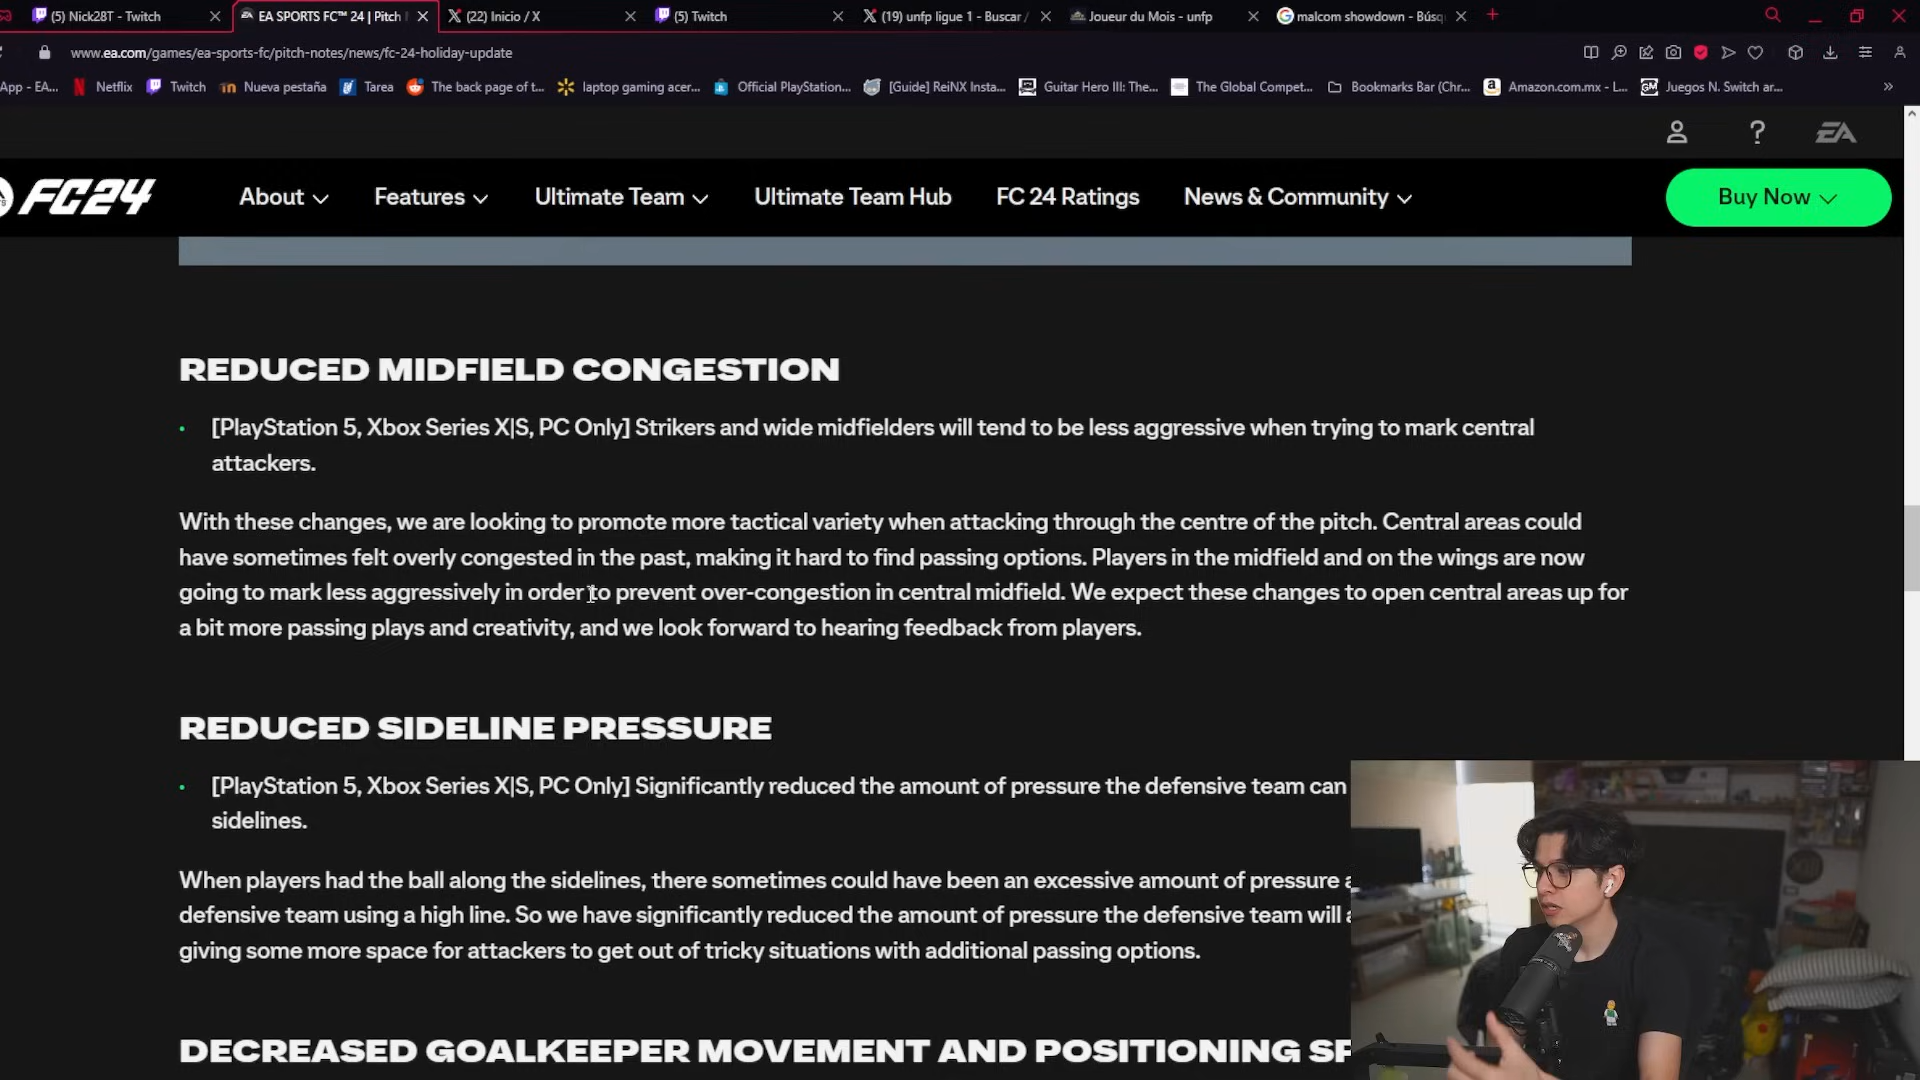 (5) Nick28T - Twitch
EA SPORTS FC™ 24 | Pitch
(22) Inicio / X
(5) Twitch
(19) unfp ligue 1 - Buscar /
Joueur du Mois - unfp
malcom showdown - Búsq
www.ea.com/games/ea-sports-fc/pitch-notes/news/fc-24-holiday-update
App - EA...
Netflix
Twitch
Nueva pestaña
Tarea
The back page of t...
laptop gaming acer...
Official PlayStation...
[Guide] ReiNX Insta...
Guitar Hero III: The...
The Global Compet...
Bookmarks Bar (Chr...
Amazon.com.mx - L...
Juegos N. Switch ar...
EA
FC24
About
Features
Ultimate Team
Ultimate Team Hub
FC 24 Ratings
News & Community
Buy Now
REDUCED MIDFIELD CONGESTION
• [PlayStation 5, Xbox Series X|S, PC Only] Strikers and wide midfielders will tend to be less aggressive when trying to mark central
attackers.
With these changes, we are looking to promote more tactical variety when attacking through the centre of the pitch. Central areas could
have sometimes felt overly congested in the past, making it hard to find passing options. Players in the midfield and on the wings are now
going to mark less aggressively in order to prevent over-congestion in central midfield. We expect these changes to open central areas up for
a bit more passing plays and creativity, and we look forward to hearing feedback from players.
REDUCED SIDELINE PRESSURE
• [PlayStation 5, Xbox Series X|S, PC Only] Significantly reduced the amount of pressure the defensive team can
sidelines.
When players had the ball along the sidelines, there sometimes could have been an excessive amount of pressure
defensive team using a high line. So we have significantly reduced the amount of pressure the defensive team will
giving some more space for attackers to get out of tricky situations with additional passing options.
DECREASED GOALKEEPER MOVEMENT AND POSITIONING